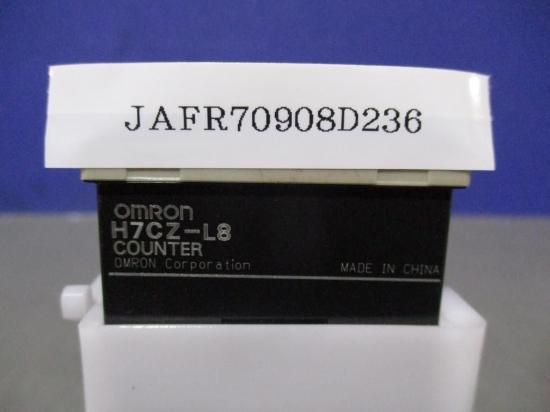 JAFR70908D236
omron
H7CZ-L8
COUNTER
OMRON Corporation
MADE IN CHINA